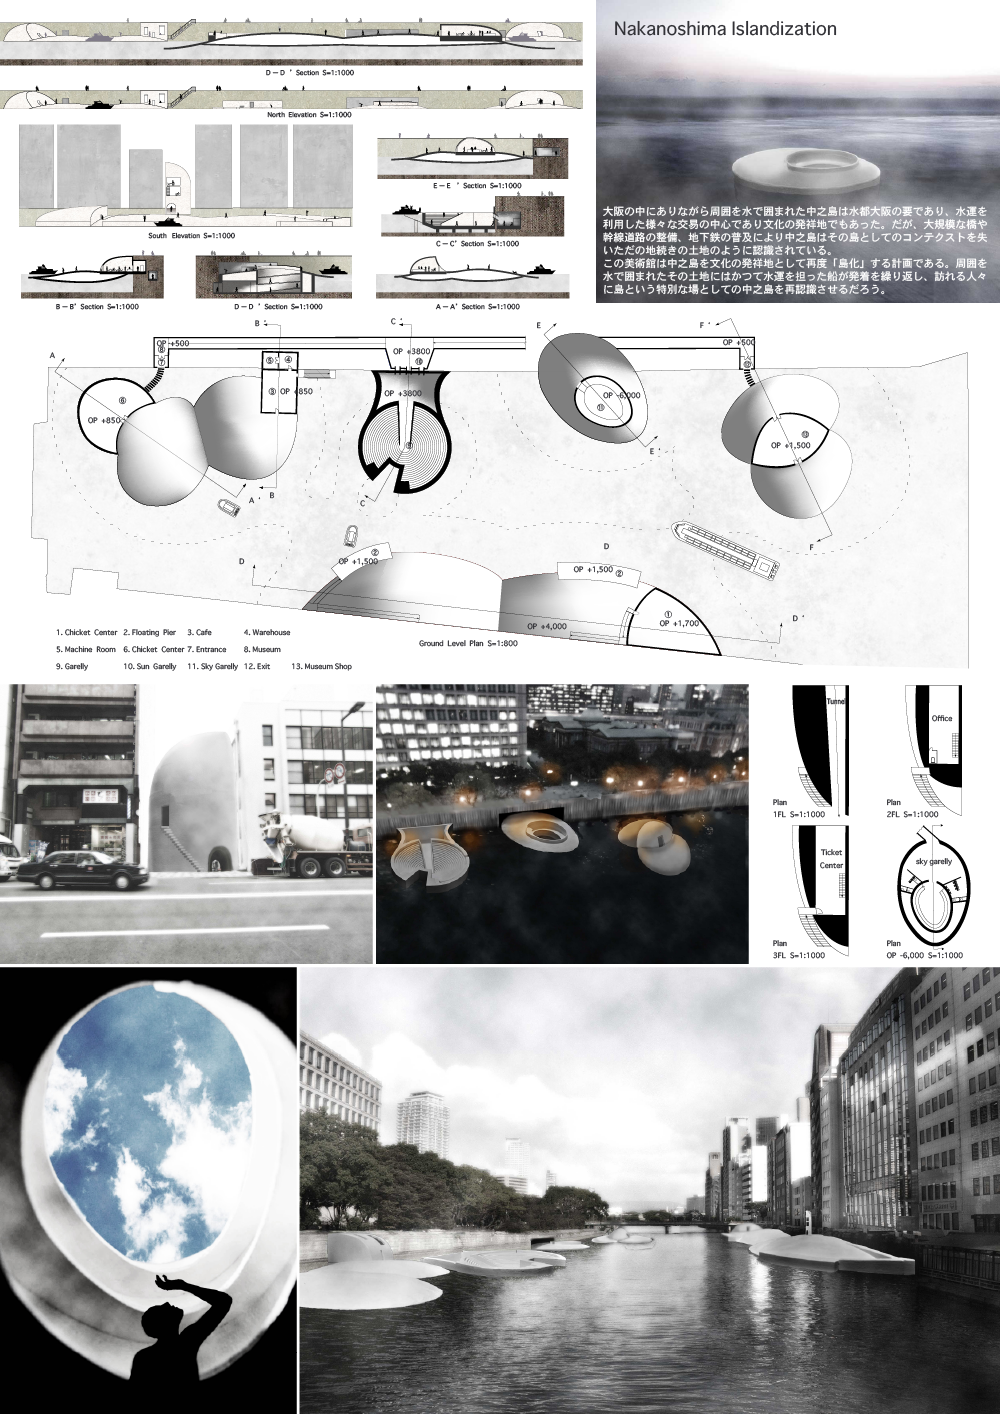 D — D ' Section S=1:1000
North Elevation S=1:1000
South Elevation S=1:1000
E — E ' Section S=1:1000
C — C' Section S=1:1000
B — B' Section S=1:1000
D — D' Section S=1:1000
A — A' Section S=1:1000
Nakanoshima Islandization
大阪の中にありながら周囲を水で囲まれた中之島は水都大阪の要であり、水運を
利用した様々な交易の中心であり文化の発祥地でもあった。だが、大規模な橋や
幹線道路の整備、地下鉄の普及により中之島はその島としてのコンテクストを失
いただの地続きの土地のように認識されている。
この美術館は中之島を文化の発祥地として再度「島化」する計画である。周囲を
水で囲まれたその土地にはかつて水運を担った船が発着を繰り返し、訪れる人々
に島という特別な場としての中之島を再認識させるだろう。
A
B '
C '
E
F '
OP +500
⑧
⑦
OP +3800
⑩
OP +500
⑫
⑤ ④
⑥
③ OP +850
OP +850
OP +3800
OP -6,000
⑪
⑬
OP +1,500
⑧
E '
A '
B
C
F
D
②
OP +1,500
D
OP +1,500 ②
①
OP +1,700
OP +4,000
D '
1. Chicket Center 2. Floating Pier 3. Cafe 4. Warehouse
5. Machine Room 6. Chicket Center 7. Entrance 8. Museum
9. Garelly 10. Sun Garelly 11. Sky Garelly 12. Exit 13. Museum Shop
Ground Level Plan S=1:800
Tunnel
Plan
1FL S=1:1000
Office
Plan
2FL S=1:1000
Ticket
Center
Plan
3FL S=1:1000
sky garelly
Plan
OP -6,000 S=1:1000